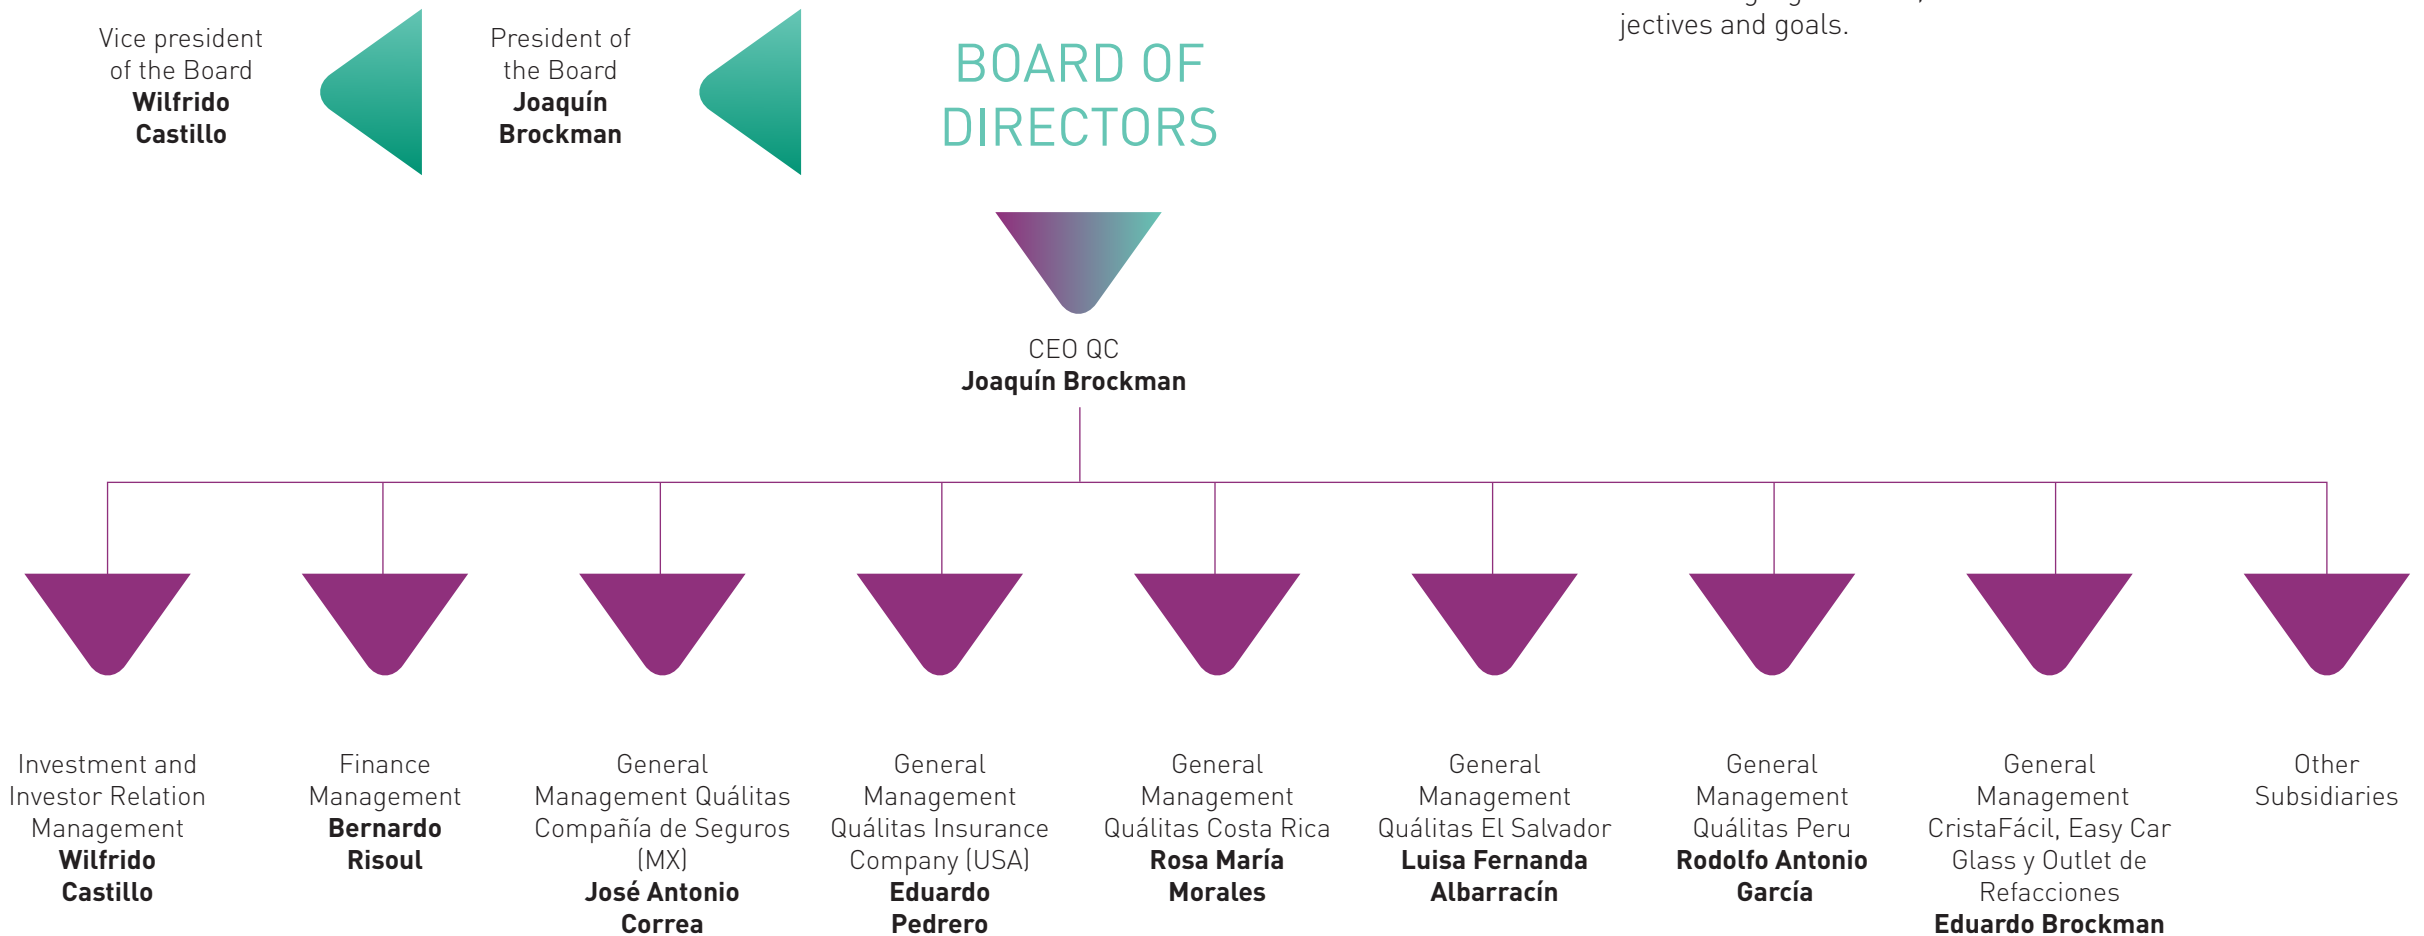 jectives and goals.
Vice president
of the Board
Wilfrido
Castillo
President of
the Board
Joaquín
Brockman
BOARD OF
DIRECTORS
CEO QC
Joaquín Brockman
Investment and
Investor Relation
Management
Wilfrido
Castillo
Finance
Management
Bernardo
Risoul
General
Management Quálitas
Compañía de Seguros
(MX)
José Antonio
Correa
General
Management
Quálitas Insurance
Company (USA)
Eduardo
Pedrero
General
Management
Quálitas Costa Rica
Rosa María
Morales
General
Management
Quálitas El Salvador
Luisa Fernanda
Albarracín
General
Management
Quálitas Peru
Rodolfo Antonio
García
General
Management
CristaFácil, Easy Car
Glass y Outlet de
Refacciones
Eduardo Brockman
Other
Subsidiaries